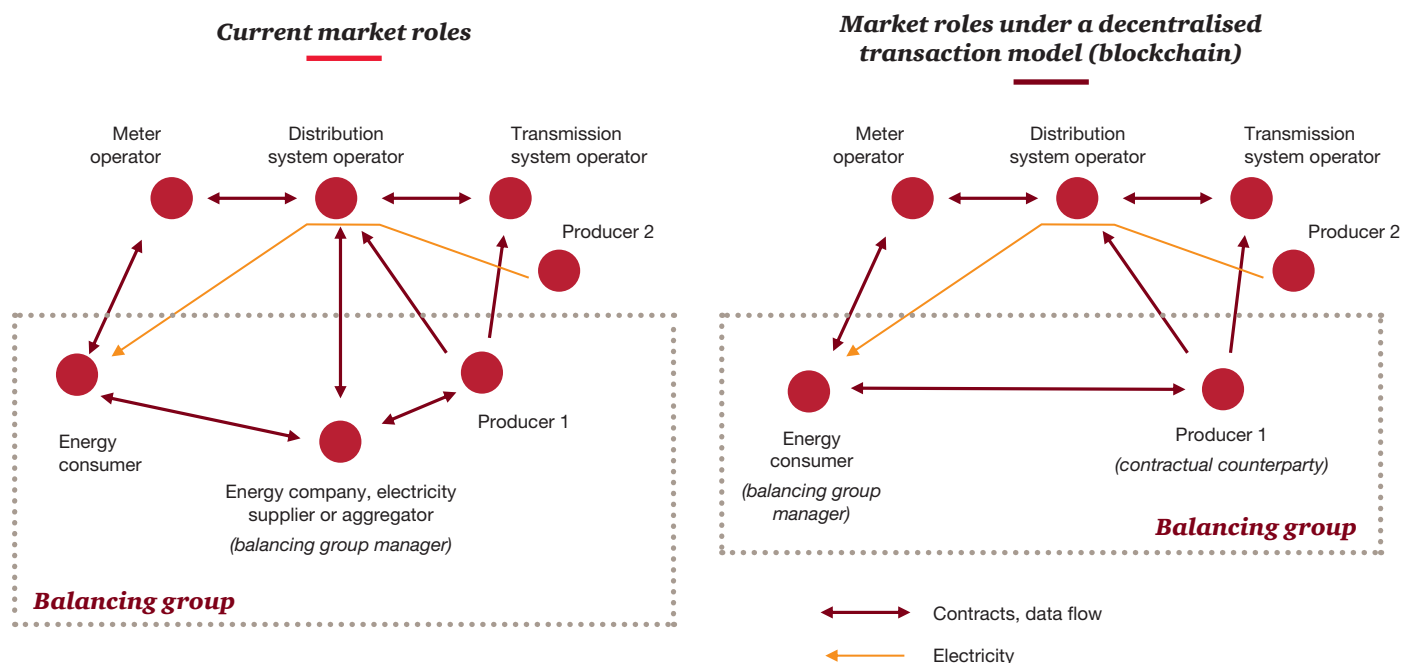 Current market roles
Meter
operator
Distribution
system operator
Transmission
system operator
Producer 2
Energy
consumer
Producer 1
Energy company, electricity
supplier or aggregator
(balancing group manager)
Balancing group
Market roles under a decentralised
transaction model (blockchain)
Meter
operator
Distribution
system operator
Transmission
system operator
Producer 2
Energy
consumer
(balancing group
manager)
Producer 1
(contractual counterparty)
Balancing group
Contracts, data flow
Electricity